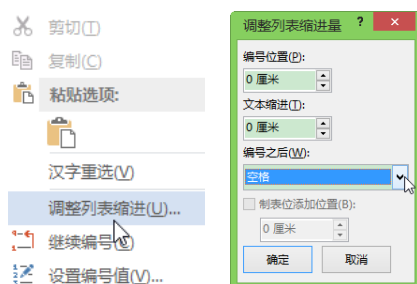 剪切(T)
复制(C)
粘贴选项:
汉字重选(V)
调整列表缩进(U)...
继续编号(C)
设置编号值(V)...
调整列表缩进量 ? ×
编号位置(P):
0 厘米
文本缩进(T):
0 厘米
编号之后(W):
空格
制表位添加位置(B):
0 厘米
确定 取消